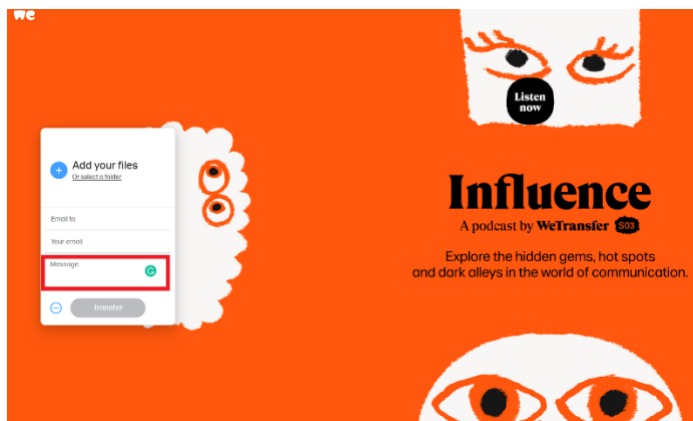 we
Add your files
Or select a folder
Email to
Your email
Message
Transfer
Listen
now
Influence
A podcast by WeTransfer S03
Explore the hidden gems, hot spots
and dark alleys in the world of communication.